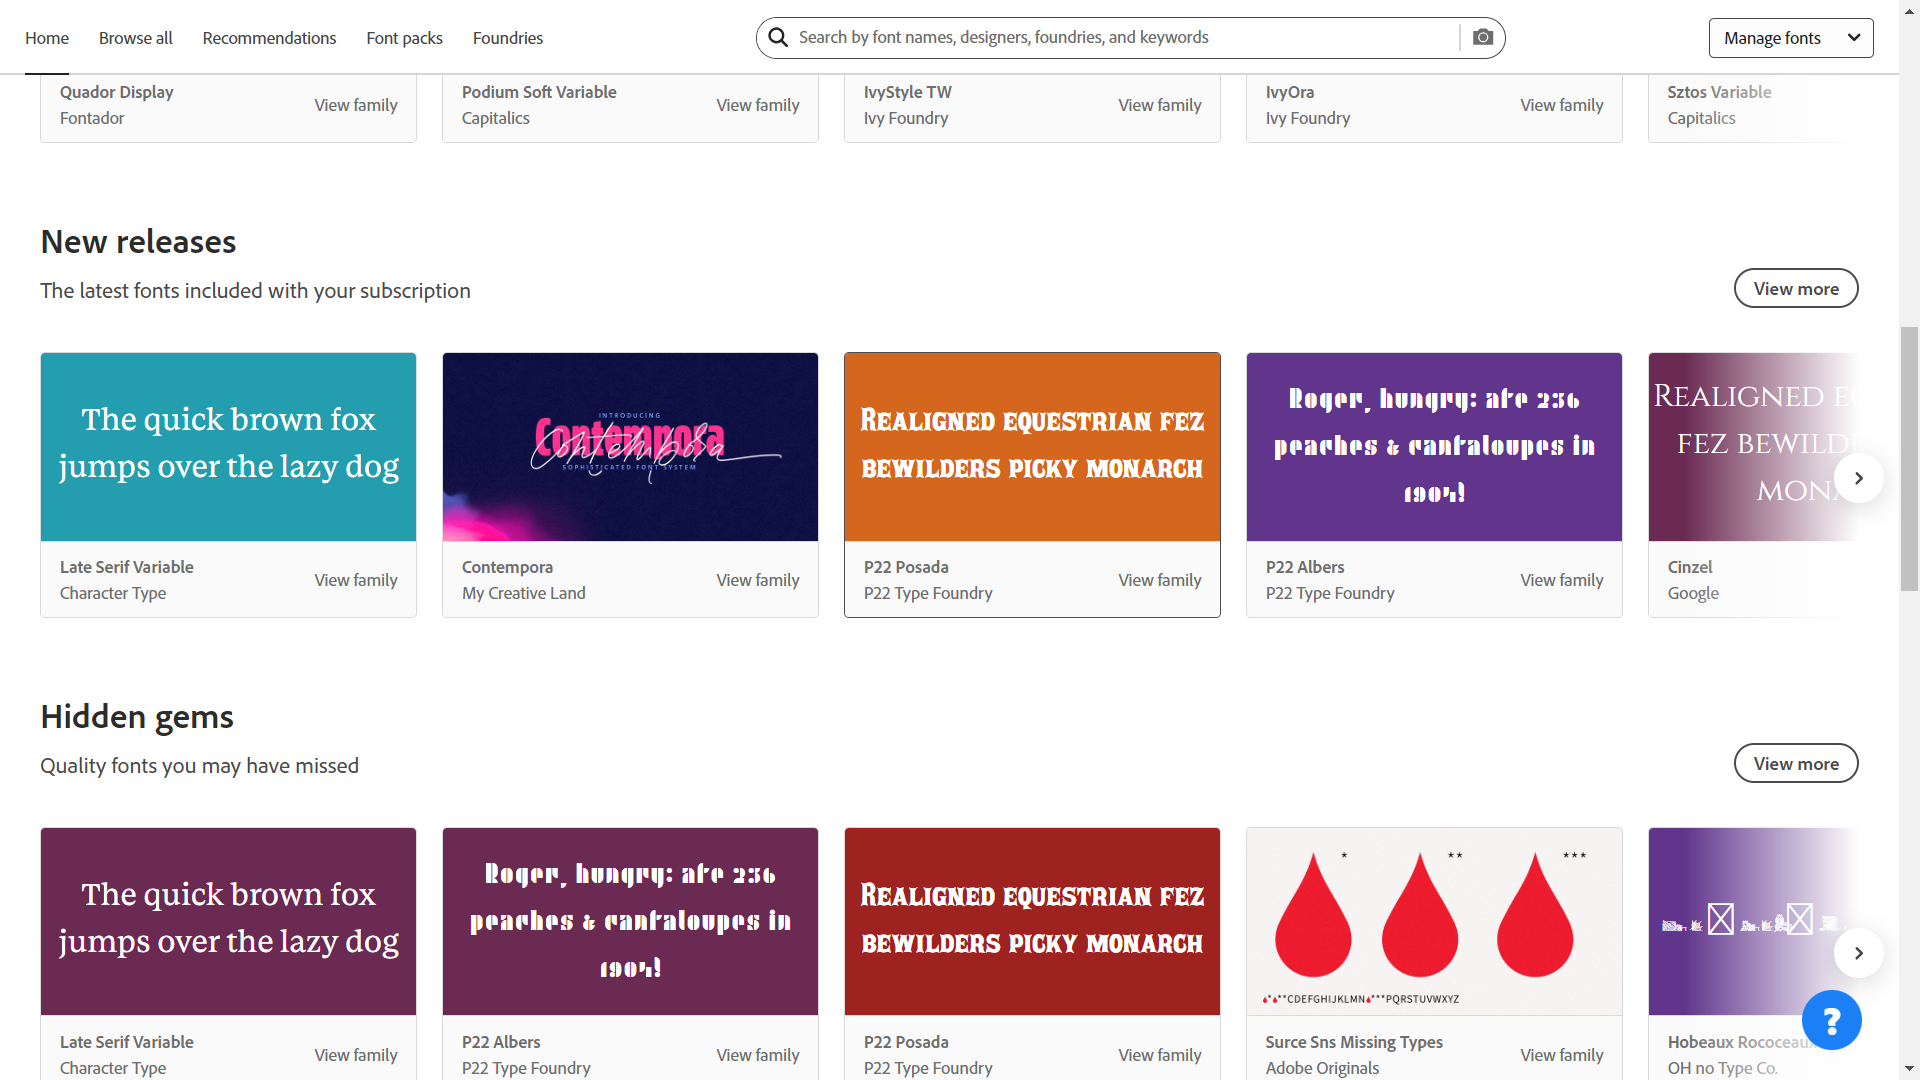 Home Browse all Recommendations Font packs Foundries
Search by font names, designers, foundries, and keywords
Manage fonts
Quador Display
Fontador
View family
Podium Soft Variable
Capitalics
View family
IvyStyle TW
Ivy Foundry
View family
IvyOra
Ivy Foundry
View family
Sztos Variable
Capitalics
New releases
The latest fonts included with your subscription
View more
The quick brown fox
jumps over the lazy dog
Late Serif Variable
Character Type
View family
INTRODUCING
Contempora
Contempora
SOPHISTICATED FONT SYSTEM
Contempora
My Creative Land
View family
Realigned equestrian fez
bewilders picky monarch
P22 Posada
P22 Type Foundry
View family
Roger, hungry: ate 236
peaches & cantaloupes in
1904!
P22 Albers
P22 Type Foundry
View family
Realigned
fez
Cinzel
Google
Hidden gems
Quality fonts you may have missed
View more
The quick brown fox
jumps over the lazy dog
Late Serif Variable
Character Type
View family
Roger, hungry: ate 236
peaches & cantaloupes in
1904!
P22 Albers
P22 Type Foundry
View family
Realigned equestrian fez
bewilders picky monarch
P22 Posada
P22 Type Foundry
View family
* ** ***
***CDEFGHIJKLMN***PQRSTUVWXYZ
Surce Sns Missing Types
Adobe Originals
View family
Hobeaux Rococeaux
OH no Type Co.
?